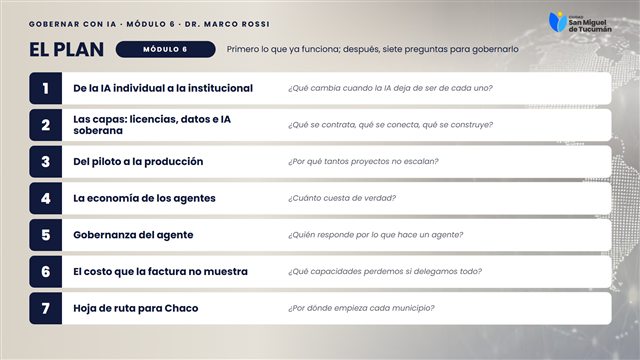 GOBERNAR CON IA · MÓDULO 6 · DR. MARCO ROSSI
CIUDAD
San Miguel
de Tucumán
EL PLAN
MÓDULO 6
Primero lo que ya funciona; después, siete preguntas para gobernarlo
1
De la IA individual a la institucional
¿Qué cambia cuando la IA deja de ser de cada uno?
2
Las capas: licencias, datos e IA
soberana
¿Qué se contrata, qué se conecta, qué se construye?
3
Del piloto a la producción
¿Por qué tantos proyectos no escalan?
4
La economía de los agentes
¿Cuánto cuesta de verdad?
5
Gobernanza del agente
¿Quién responde por lo que hace un agente?
6
El costo que la factura no muestra
¿Qué capacidades perdemos si delegamos todo?
7
Hoja de ruta para Chaco
¿Por dónde empieza cada municipio?